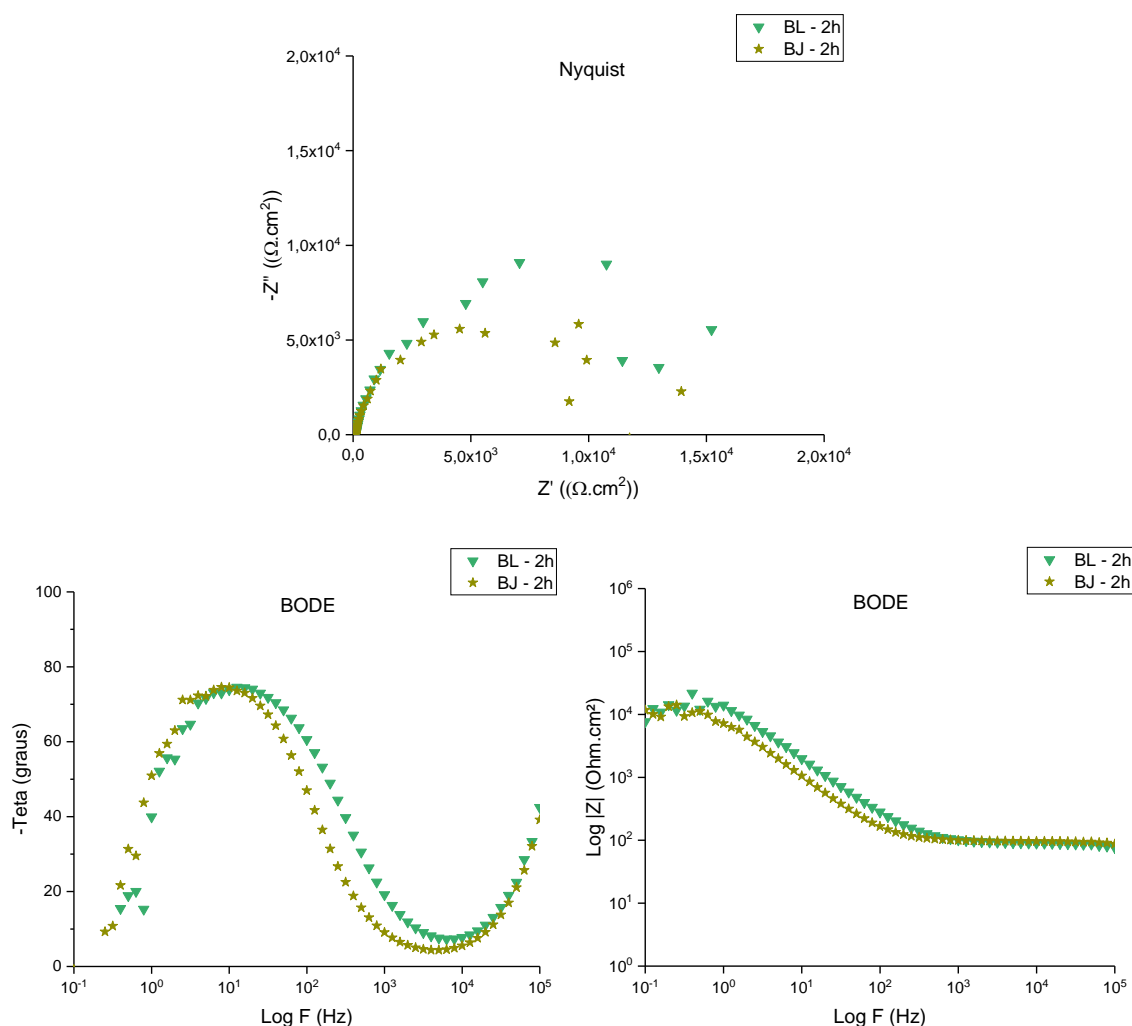 BL - 2h
BJ - 2h
Nyquist
2,0x10⁴
1,5x10⁴
1,0x10⁴
5,0x10³
0,0
-Z'' ((Ω.cm²))
0,0
5,0x10³
1,0x10⁴
1,5x10⁴
2,0x10⁴
Z' ((Ω.cm²))
BL - 2h
BJ - 2h
BODE
100
80
60
40
20
0
-Teta (graus)
10⁻¹
10⁰
10¹
10²
10³
10⁴
10⁵
Log F (Hz)
BL - 2h
BJ - 2h
BODE
10⁶
10⁵
10⁴
10³
10²
10¹
10⁰
Log |Z| (Ohm.cm²)
10⁻¹
10⁰
10¹
10²
10³
10⁴
10⁵
Log F (Hz)